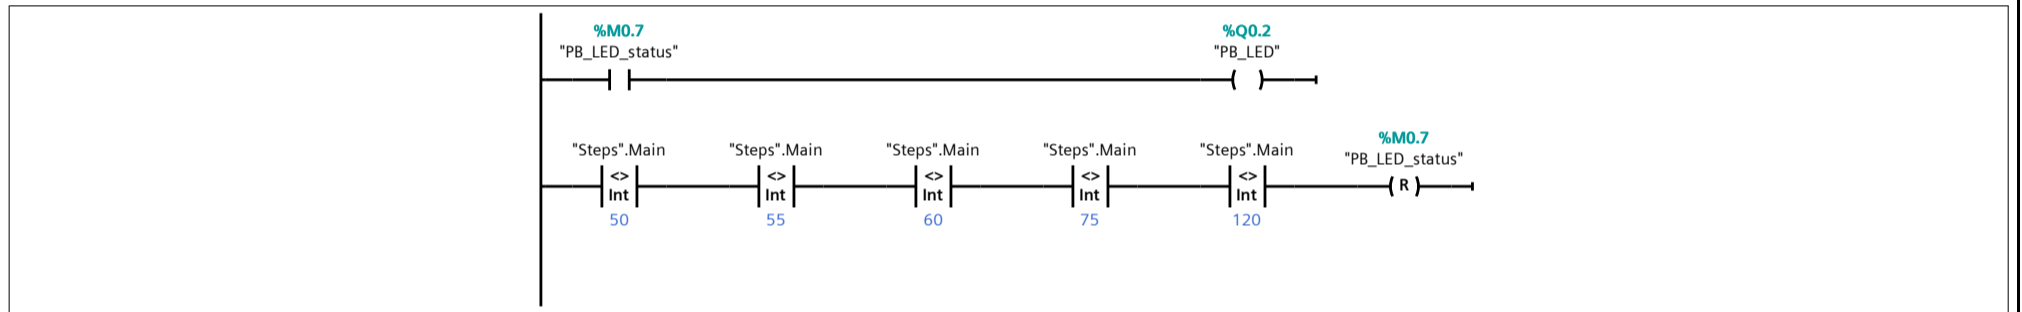 %M0.7 %Q0.2
"PB_LED_status" "PB_LED"
%M0.7
"Steps".Main "Steps".Main "Steps".Main "Steps".Main "Steps".Main "PB_LED_status"
<> <> <> <> <> R
Int Int Int Int Int
50 55 60 75 120